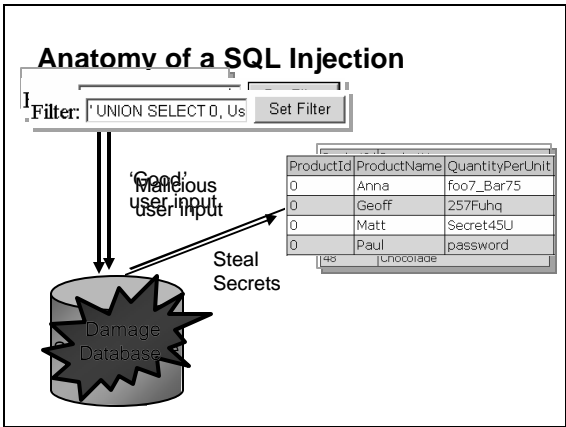 Anatomy of a SQL Injection
Filter: ' UNION SELECT 0, Us Set Filter
'Good'
Malicious
user input
user input
ProductId ProductName QuantityPerUnit
0 Anna foo7_Bar75
0 Geoff 257Fuhq
0 Matt Secret45U
0 Paul password
48 Chocolade
Steal
Secrets
Damage
Database